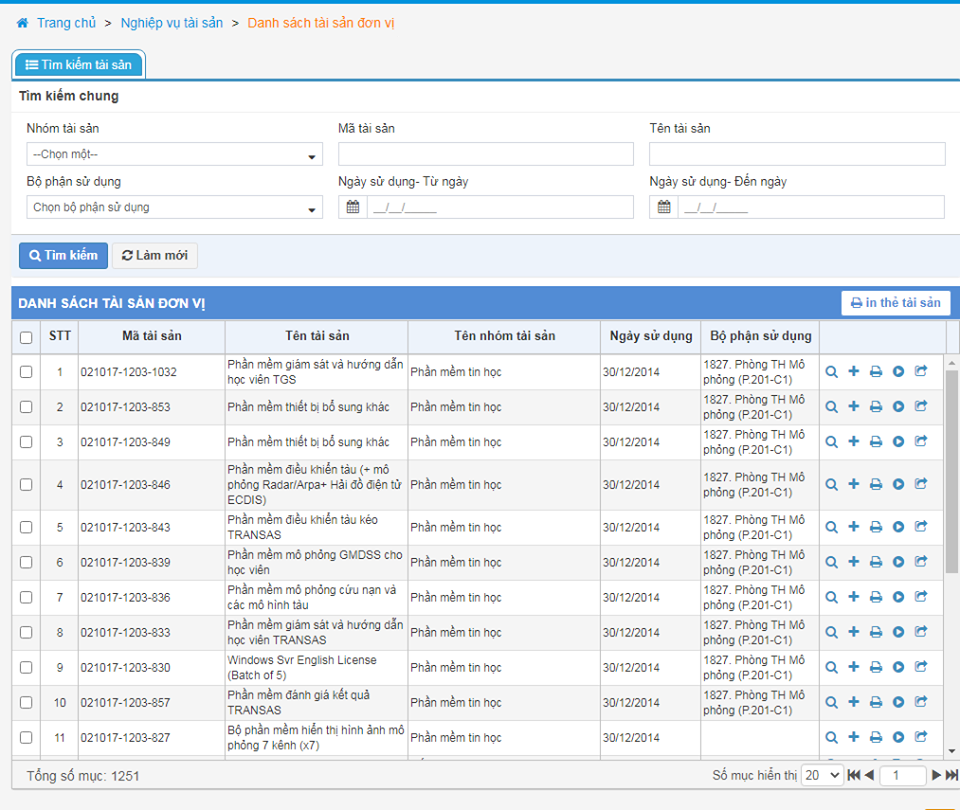 Trang chủ > Nghiệp vụ tài sản > Danh sách tài sản đơn vị
Tìm kiếm tài sản
Tìm kiếm chung
Nhóm tài sản Mã tài sản Tên tài sản
--Chọn một--
Bộ phận sử dụng Ngày sử dụng- Từ ngày Ngày sử dụng- Đến ngày
Chọn bộ phận sử dụng __/__/____ __/__/____
Tìm kiếm Làm mới
DANH SÁCH TÀI SẢN ĐƠN VỊ in thẻ tài sản
STT Mã tài sản Tên tài sản Tên nhóm tài sản Ngày sử dụng Bộ phận sử dụng
1 021017-1203-1032 Phần mềm giám sát và hướng dẫn Phần mềm tin học 30/12/2014 1827. Phòng TH Mô
học viên TGS phỏng (P.201-C1)
2 021017-1203-853 Phần mềm thiết bị bổ sung khác Phần mềm tin học 30/12/2014 1827. Phòng TH Mô
phỏng (P.201-C1)
3 021017-1203-849 Phần mềm thiết bị bổ sung khác Phần mềm tin học 30/12/2014 1827. Phòng TH Mô
phỏng (P.201-C1)
4 021017-1203-846 Phần mềm điều khiển tàu (+ mô Phần mềm tin học 30/12/2014 1827. Phòng TH Mô
phỏng Radar/Arpa+ Hải đồ điện tử phỏng (P.201-C1)
ECDIS)
5 021017-1203-843 Phần mềm điều khiển tàu kéo Phần mềm tin học 30/12/2014 1827. Phòng TH Mô
TRANSAS phỏng (P.201-C1)
6 021017-1203-839 Phần mềm mô phỏng GMDSS cho Phần mềm tin học 30/12/2014 1827. Phòng TH Mô
học viên phỏng (P.201-C1)
7 021017-1203-836 Phần mềm mô phỏng cứu nạn và Phần mềm tin học 30/12/2014 1827. Phòng TH Mô
các mô hình tàu phỏng (P.201-C1)
8 021017-1203-833 Phần mềm giám sát và hướng dẫn Phần mềm tin học 30/12/2014 1827. Phòng TH Mô
học viên TRANSAS phỏng (P.201-C1)
9 021017-1203-830 Windows Svr English License Phần mềm tin học 30/12/2014 1827. Phòng TH Mô
(Batch of 5) phỏng (P.201-C1)
10 021017-1203-857 Phần mềm đánh giá kết quả Phần mềm tin học 30/12/2014 1827. Phòng TH Mô
TRANSAS phỏng (P.201-C1)
11 021017-1203-827 Bộ phần mềm hiển thị hình ảnh mô Phần mềm tin học 30/12/2014
phỏng 7 kênh (x7)
Tổng số mục: 1251 Số mục hiển thị 20 1